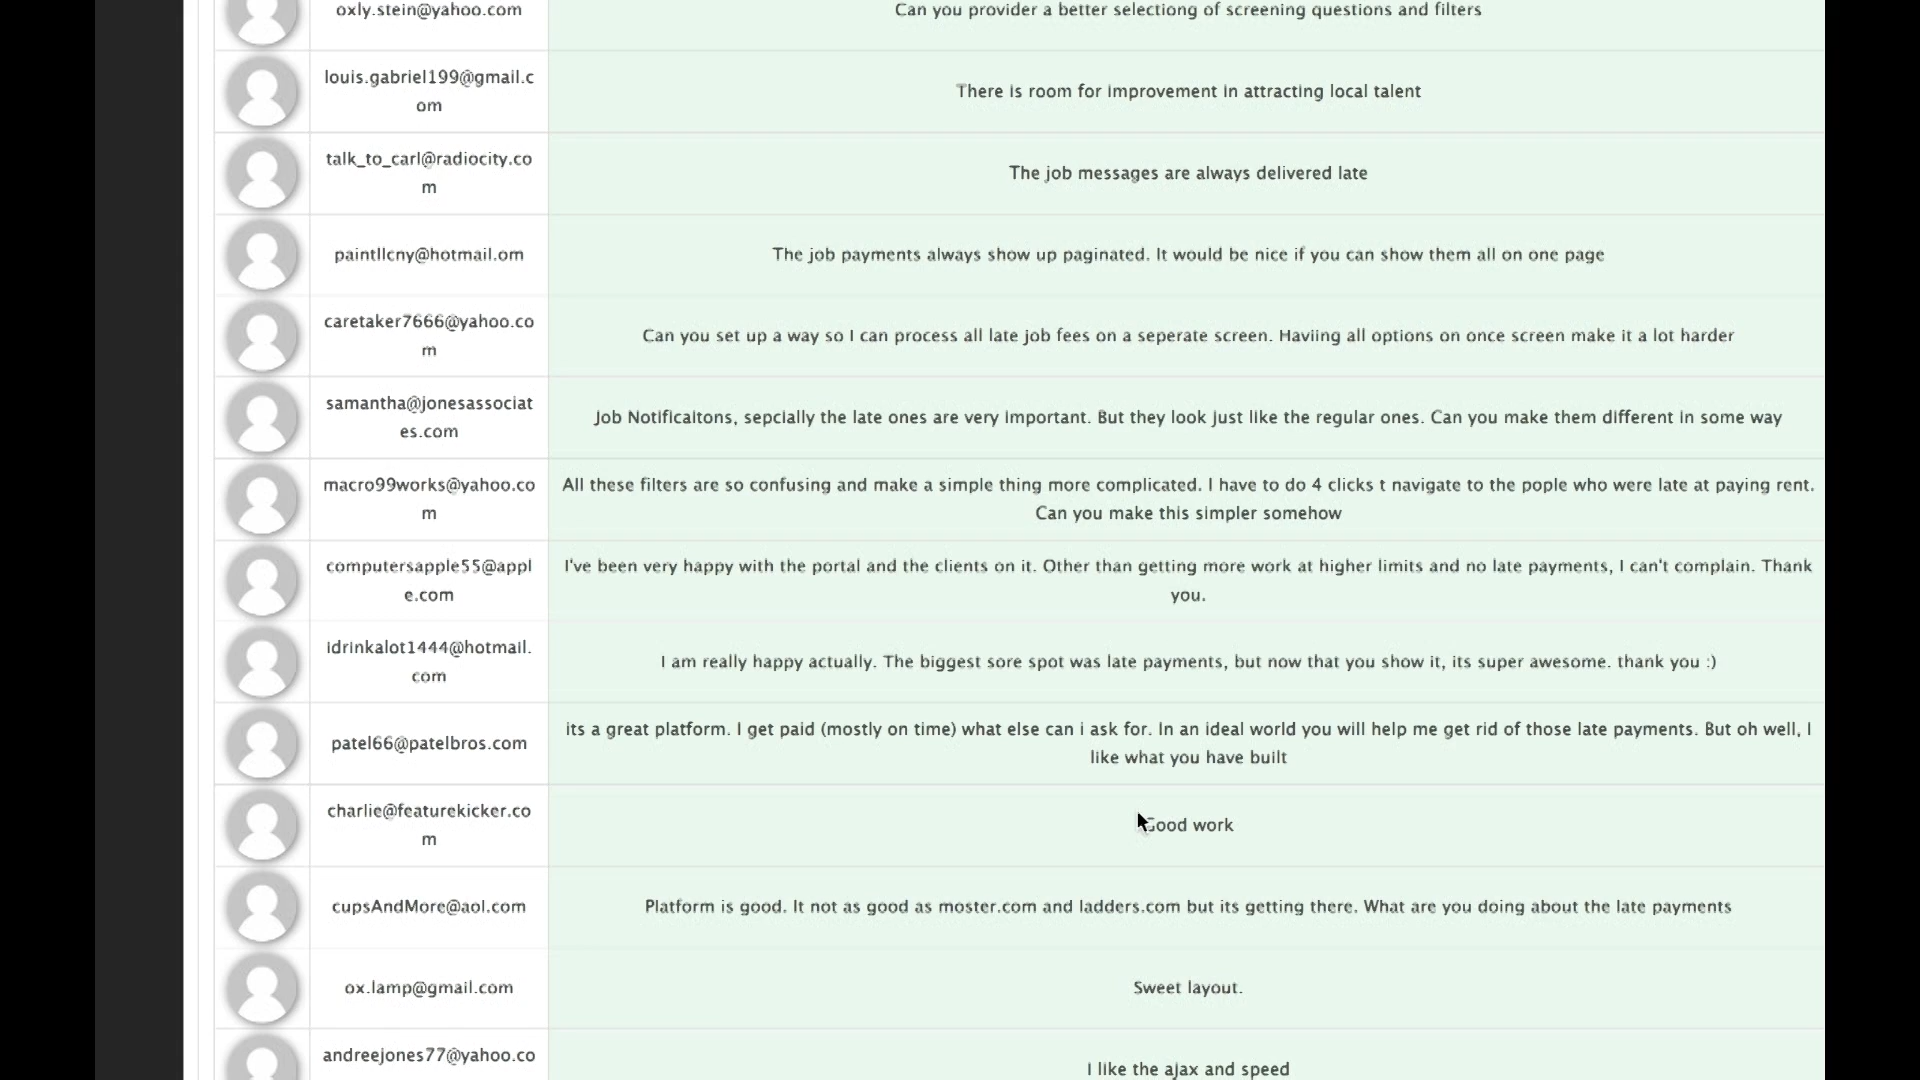 oxly.stein@yahoo.com
Can you provider a better selectiong of screening questions and filters
louis.gabriel199@gmail.c
om
There is room for improvement in attracting local talent
talk_to_carl@radiocity.co
m
The job messages are always delivered late
paintllcny@hotmail.om
The job payments always show up paginated. It would be nice if you can show them all on one page
caretaker7666@yahoo.co
m
Can you set up a way so I can process all late job fees on a seperate screen. Haviing all options on once screen make it a lot harder
samantha@jonesassociat
es.com
Job Notificaitons, sepcially the late ones are very important. But they look just like the regular ones. Can you make them different in some way
macro99works@yahoo.co
m
All these filters are so confusing and make a simple thing more complicated. I have to do 4 clicks t navigate to the pople who were late at paying rent.
Can you make this simpler somehow
computersapple55@appl
e.com
I've been very happy with the portal and the clients on it. Other than getting more work at higher limits and no late payments, I can't complain. Thank
you.
idrinkalot1444@hotmail.
com
I am really happy actually. The biggest sore spot was late payments, but now that you show it, its super awesome. thank you :)
patel66@patelbros.com
its a great platform. I get paid (mostly on time) what else can i ask for. In an ideal world you will help me get rid of those late payments. But oh well, I
like what you have built
charlie@featurekicker.co
m
Good work
cupsAndMore@aol.com
Platform is good. It not as good as moster.com and ladders.com but its getting there. What are you doing about the late payments
ox.lamp@gmail.com
Sweet layout.
andreejones77@yahoo.co
I like the ajax and speed